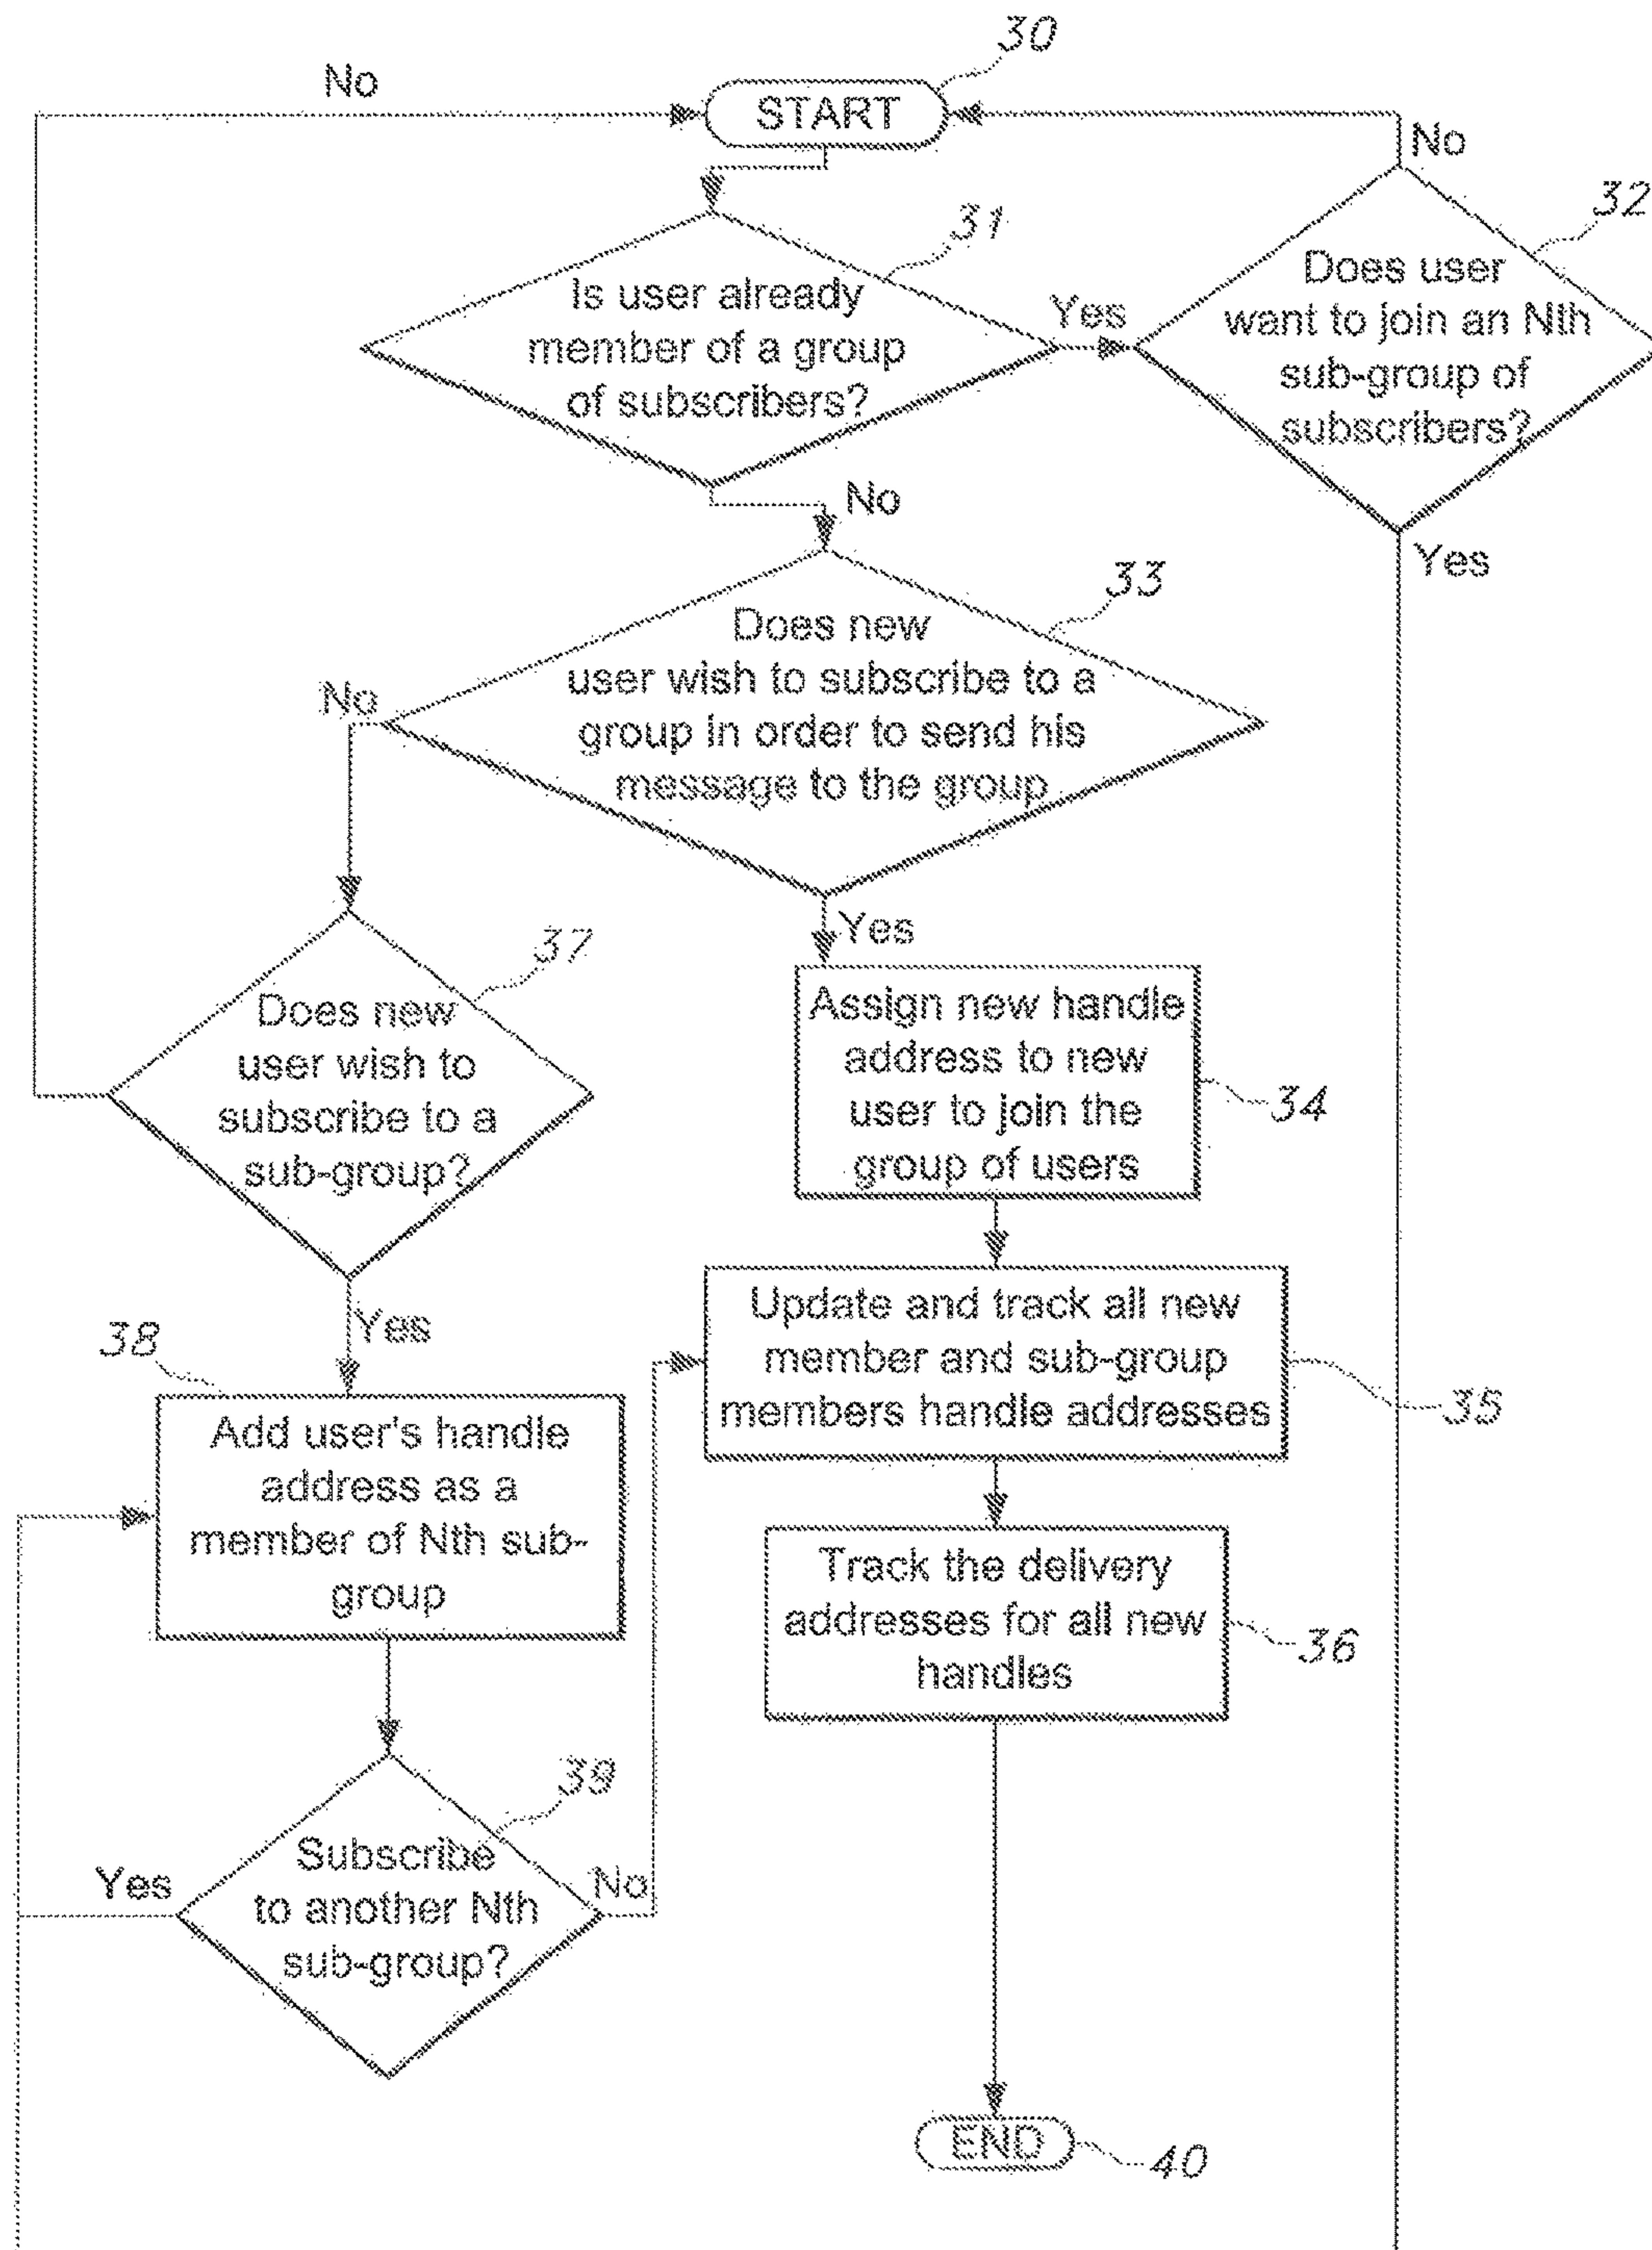 30
No
START
No
32
31
Is user already
member of a group
of subscribers?
Yes
Does user
want to join an Nth
sub-group of
subscribers?
No
Yes
33
Does new
user wish to subscribe to a
group in order to send his
message to the group
No
Yes
37
Does new
user wish to
subscribe to a
sub-group?
Assign new handle
address to new
user to join the
group of users
34
Yes
38
Update and track all new
member and sub-group
members handle addresses
35
Add user's handle
address as a
member of Nth sub-
group
Track the delivery
addresses for all new
handles
36
39
Subscribe
to another Nth
sub-group?
Yes
No
END
40